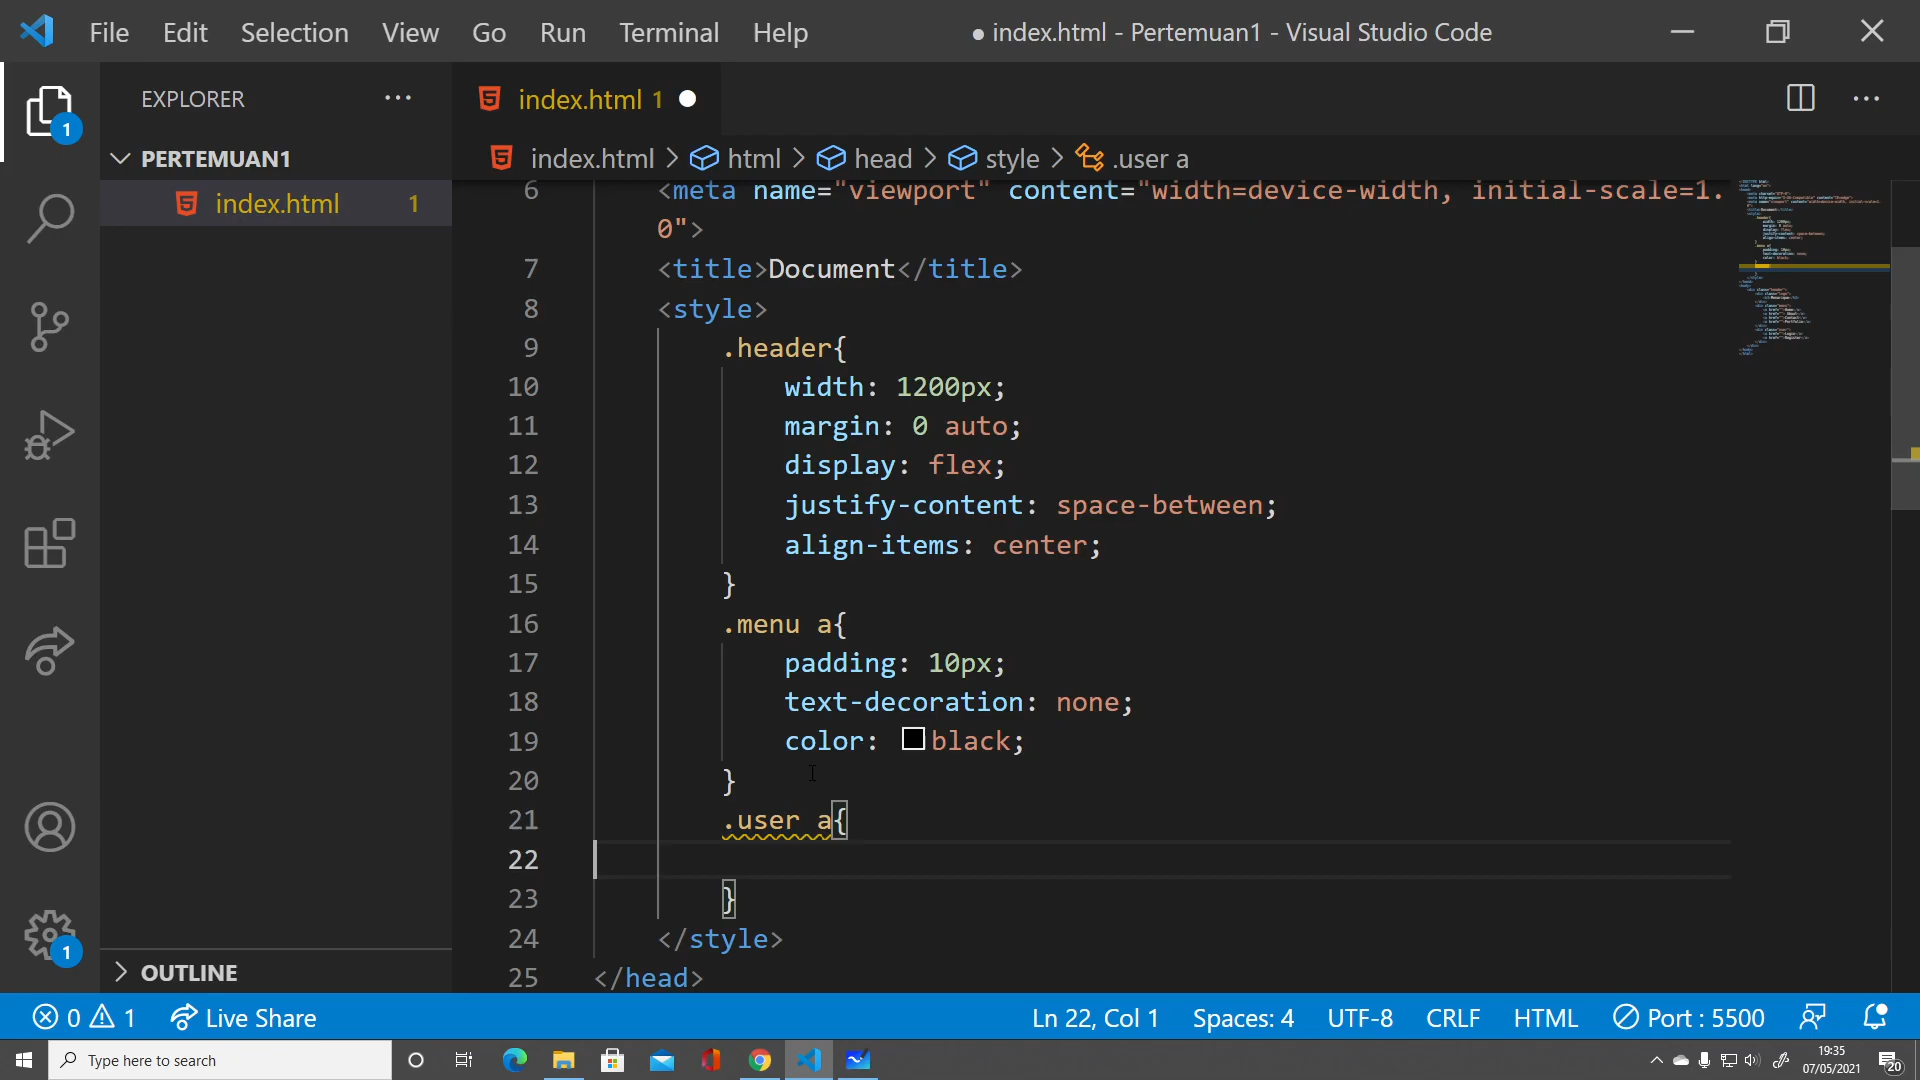 File Edit Selection View Go Run Terminal Help ● index.html - Pertemuan1 - Visual Studio Code
EXPLORER ···
index.html 1 ●
PERTEMUAN1
index.html > html > head > style > .user a
index.html 1
1
6 <meta name="viewport" content="width=device-width, initial-scale=1.
0">
7 <title>Document</title>
8 <style>
9 .header{
10 width: 1200px;
11 margin: 0 auto;
12 display: flex;
13 justify-content: space-between;
14 align-items: center;
15 }
16 .menu a{
17 padding: 10px;
18 text-decoration: none;
19 color: black;
20 }
21 .user a{
22
23 }
24 </style>
25 </head>
1
OUTLINE
0 1 Live Share Ln 22, Col 1 Spaces: 4 UTF-8 CRLF HTML Port : 5500
Type here to search
19:35
07/05/2021
20